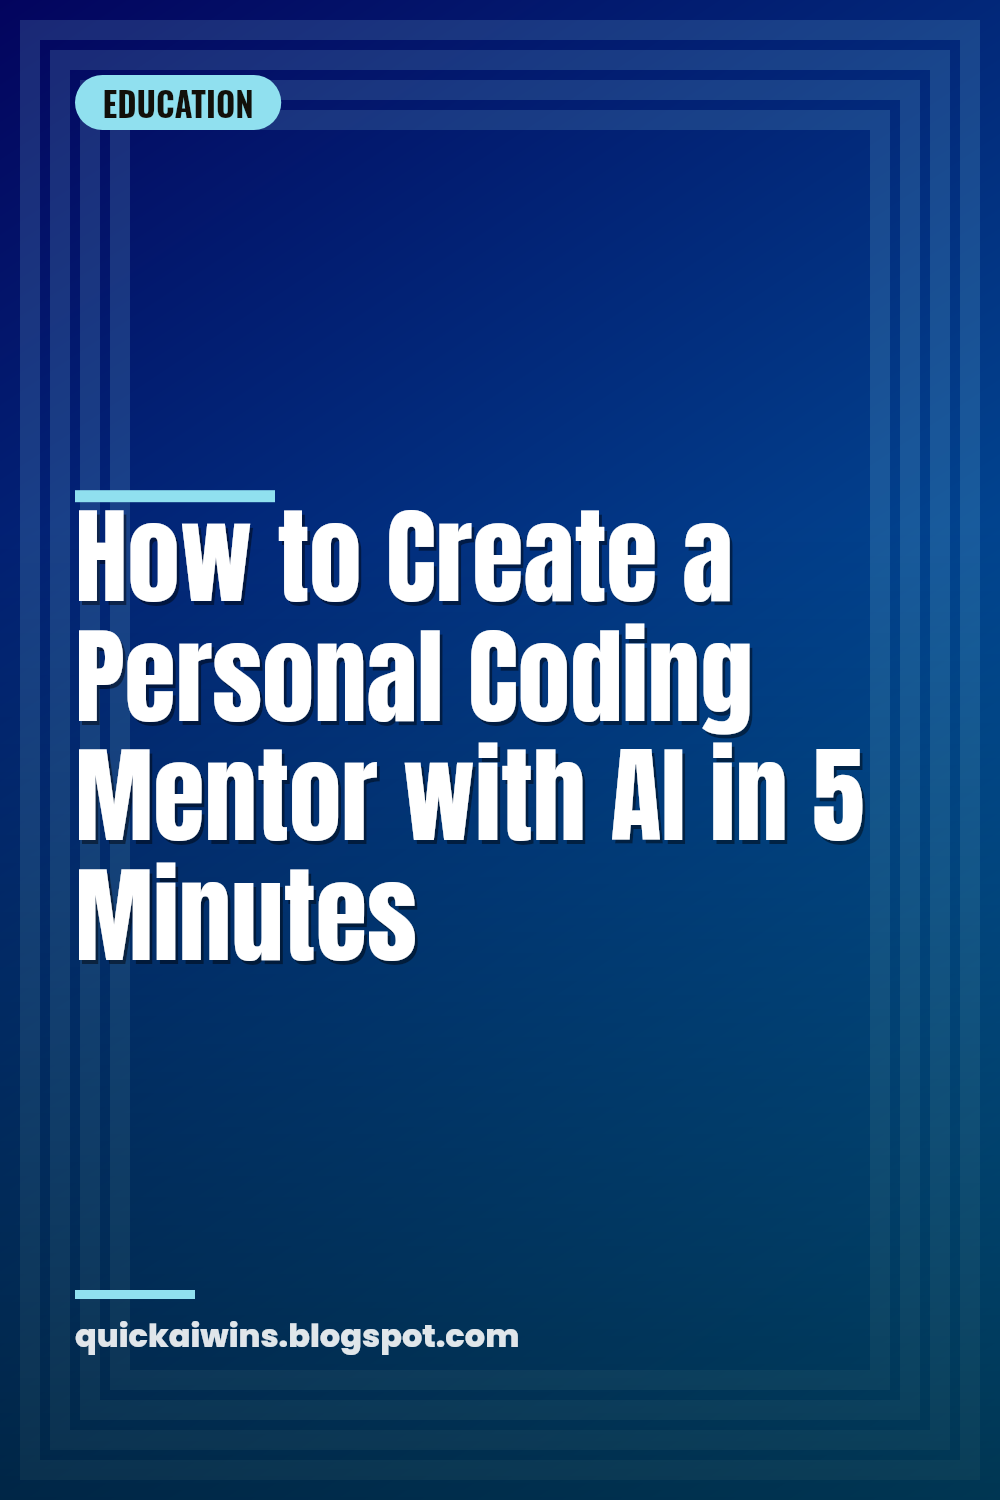 EDUCATION
How to Create a
Personal Coding
Mentor with AI in 5
Minutes
quickaiwins.blogspot.com